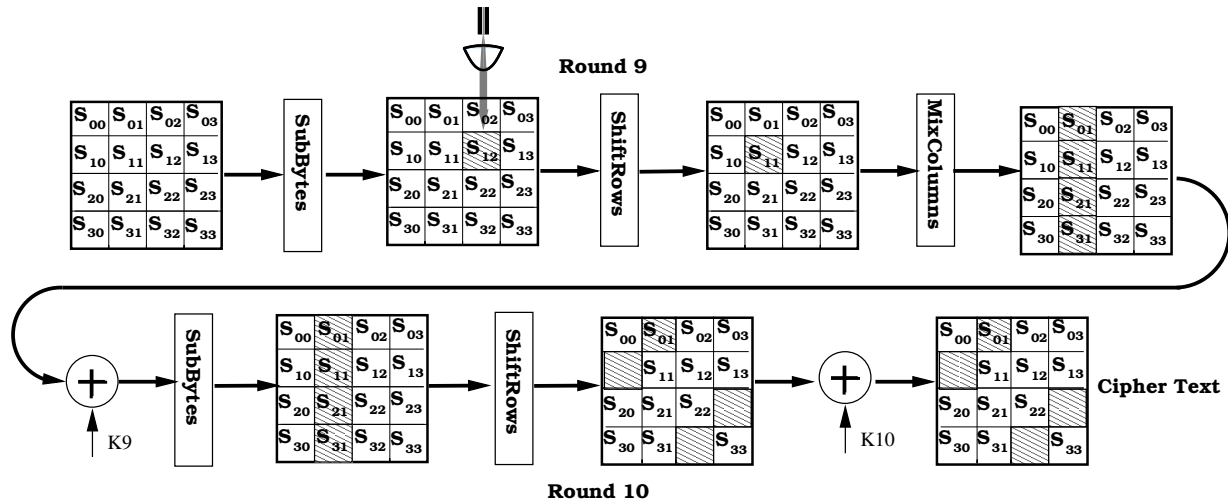 Round 9
S00 S01 S02 S03
S10 S11 S12 S13
S20 S21 S22 S23
S30 S31 S32 S33
SubBytes
S00 S01 S02 S03
S10 S11 S12 S13
S20 S21 S22 S23
S30 S31 S32 S33
ShiftRows
S00 S01 S02 S03
S10 S11 S12 S13
S20 S21 S22 S23
S30 S31 S32 S33
MixColumns
S00 S01 S02 S03
S10 S11 S12 S13
S20 S21 S22 S23
S30 S31 S32 S33
K9
SubBytes
S00 S01 S02 S03
S10 S11 S12 S13
S20 S21 S22 S23
S30 S31 S32 S33
ShiftRows
S00 S01 S02 S03
S11 S12 S13
S20 S21 S22
S30 S31 S33
K10
S00 S01 S02 S03
S11 S12 S13
S20 S21 S22
S30 S31 S33
Cipher Text
Round 10